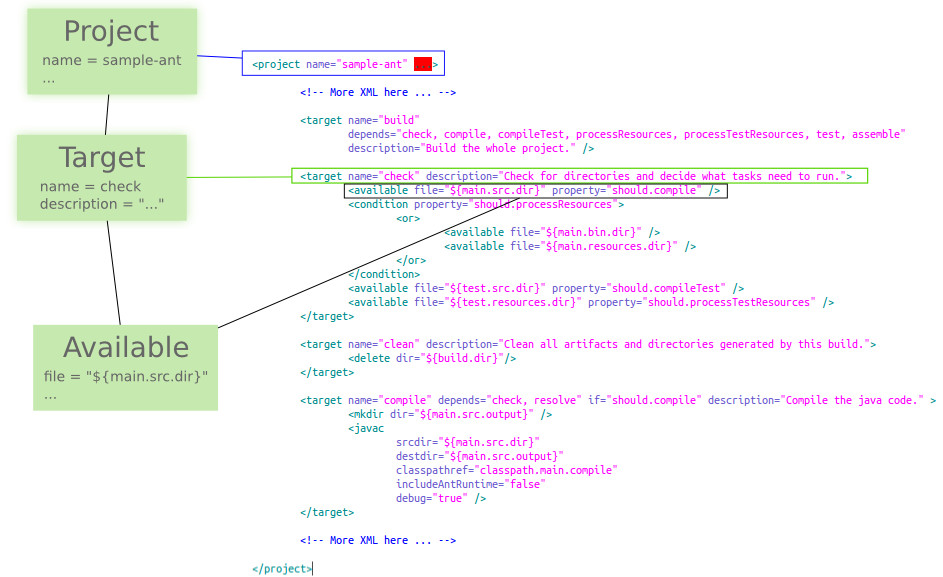 Project
name = sample-ant
...
Target
name = check
description = "..."
Available
file = "${main.src.dir}"
...
<project name="sample-ant" ...>
<!-- More XML here ... -->
<target name="build"
depends="check, compile, compileTest, processResources, processTestResources, test, assemble"
description="Build the whole project." />
<target name="check" description="Check for directories and decide what tasks need to run.">
<available file="${main.src.dir}" property="should.compile" />
<condition property="should.processResources">
<or>
<available file="${main.bin.dir}" />
<available file="${main.resources.dir}" />
</or>
</condition>
<available file="${test.src.dir}" property="should.compileTest" />
<available file="${test.resources.dir}" property="should.processTestResources" />
</target>
<target name="clean" description="Clean all artifacts and directories generated by this build.">
<delete dir="${build.dir}"/>
</target>
<target name="compile" depends="check, resolve" if="should.compile" description="Compile the java code." >
<mkdir dir="${main.src.output}" />
<javac
srcdir="${main.src.dir}"
destdir="${main.src.output}"
classpathref="classpath.main.compile"
includeAntRuntime="false"
debug="true" />
</target>
<!-- More XML here ... -->
</project>